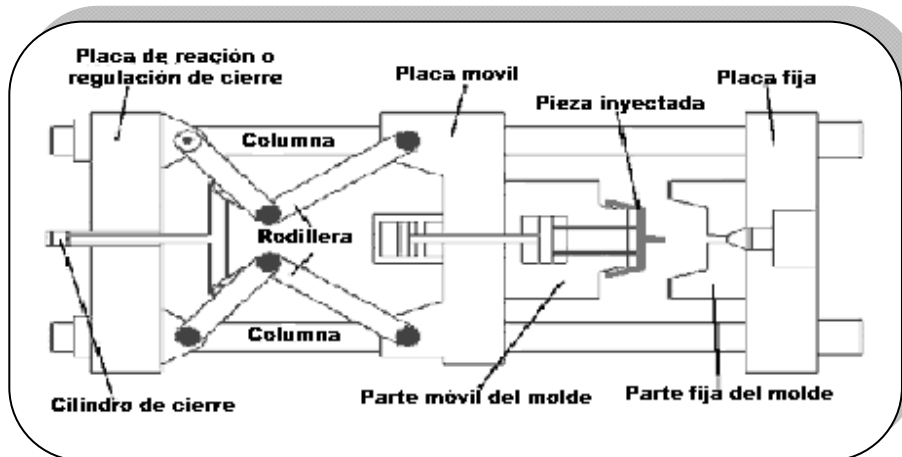 Placa de reación o
regulación de cierre
Placa movil
Placa fija
Pieza inyectada
Columna
Rodillera
Columna
Cilindro de cierre
Parte móvil del molde
Parte fija del molde